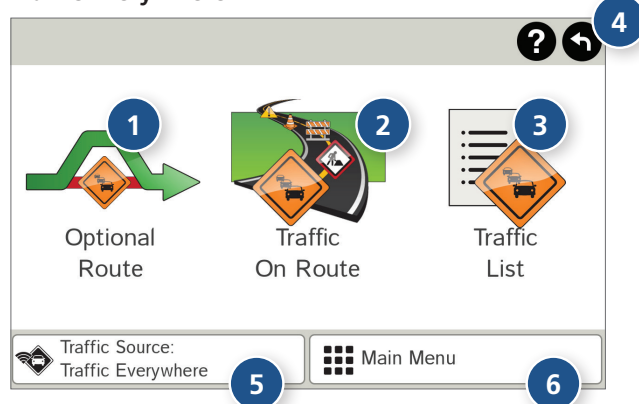 4
?
1
2
3
Optional
Route
Traffic
On Route
Traffic
List
Traffic Source:
Traffic Everywhere
Main Menu
5
6